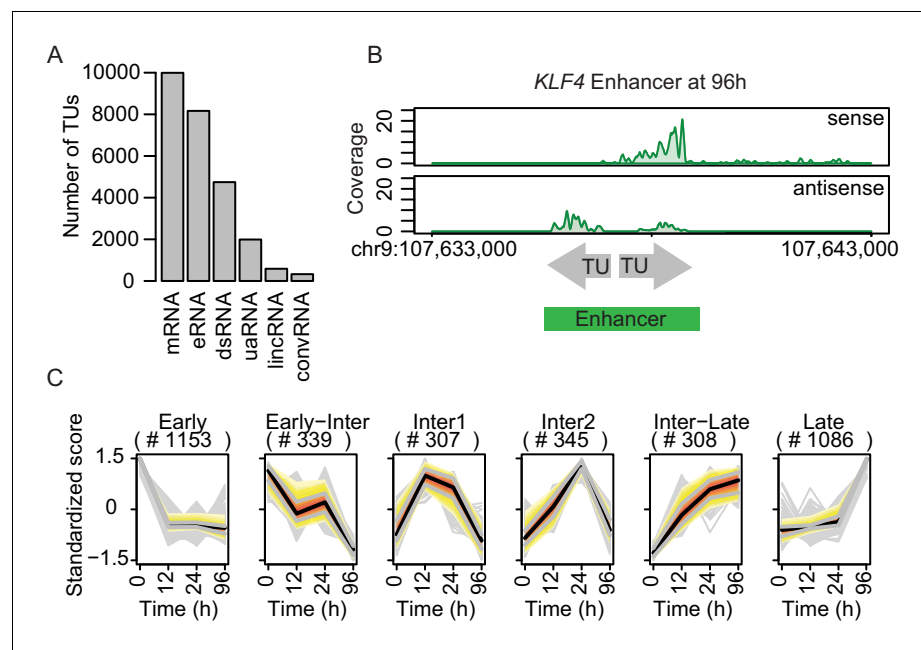 A
Number of TUs
10000
8000
6000
4000
2000
0
mRNA
eRNA
dsRNA
uaRNA
lincRNA
convRNA
B
KLF4 Enhancer at 96h
Coverage
20
0
sense
20
0
antisense
chr9:107,633,000
107,643,000
TU TU
Enhancer
C
Standardized score
1.5
0
−1.5
Early
( # 1153 )
0 12 24 96
Time (h)
Early−Inter
( # 339 )
0 12 24 96
Time (h)
Inter1
( # 307 )
0 12 24 96
Time (h)
Inter2
( # 345 )
0 12 24 96
Time (h)
Inter−Late
( # 308 )
0 12 24 96
Time (h)
Late
( # 1086 )
0 12 24 96
Time (h)